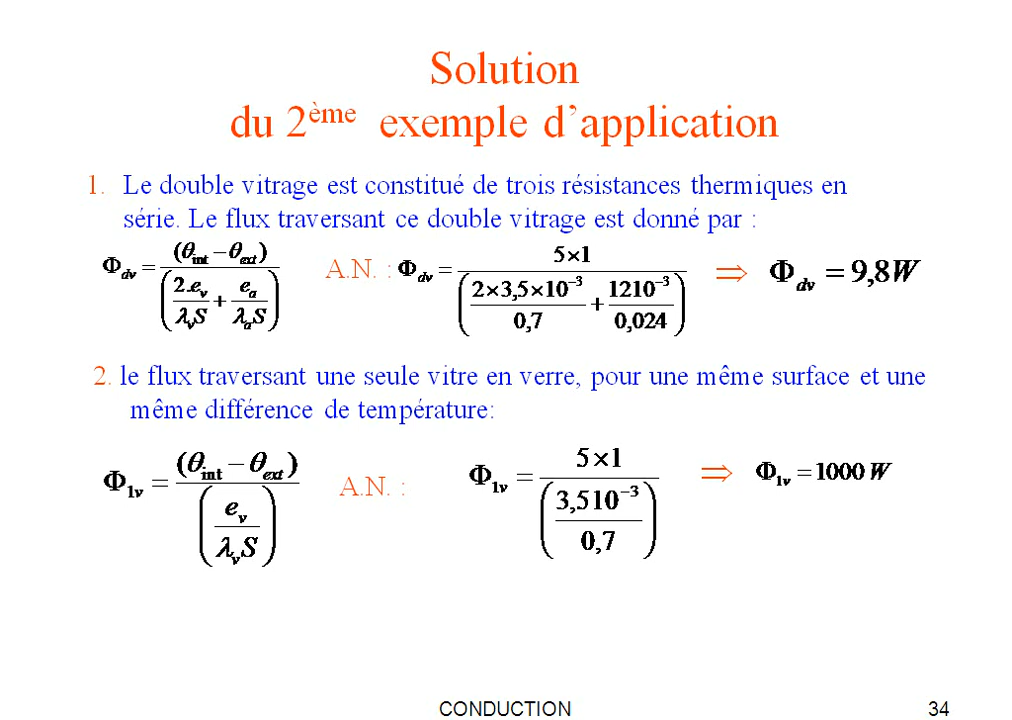 Solution
du 2ème exemple d’application
1. Le double vitrage est constitué de trois résistances thermiques en
série. Le flux traversant ce double vitrage est donné par :
Φdv = (θint − θext) / (2.ev / λvS + ea / λaS) A.N. : Φdv = 5×1 / (2×3,5×10⁻³ / 0,7 + 1210⁻³ / 0,024) ⇒ Φdv = 9,8W
2. le flux traversant une seule vitre en verre, pour une même surface et une
même différence de température:
Φ1v = (θint − θext) / (ev / λvS) A.N. : Φ1v = 5×1 / (3,510⁻³ / 0,7) ⇒ Φ1v = 1000 W
CONDUCTION 34